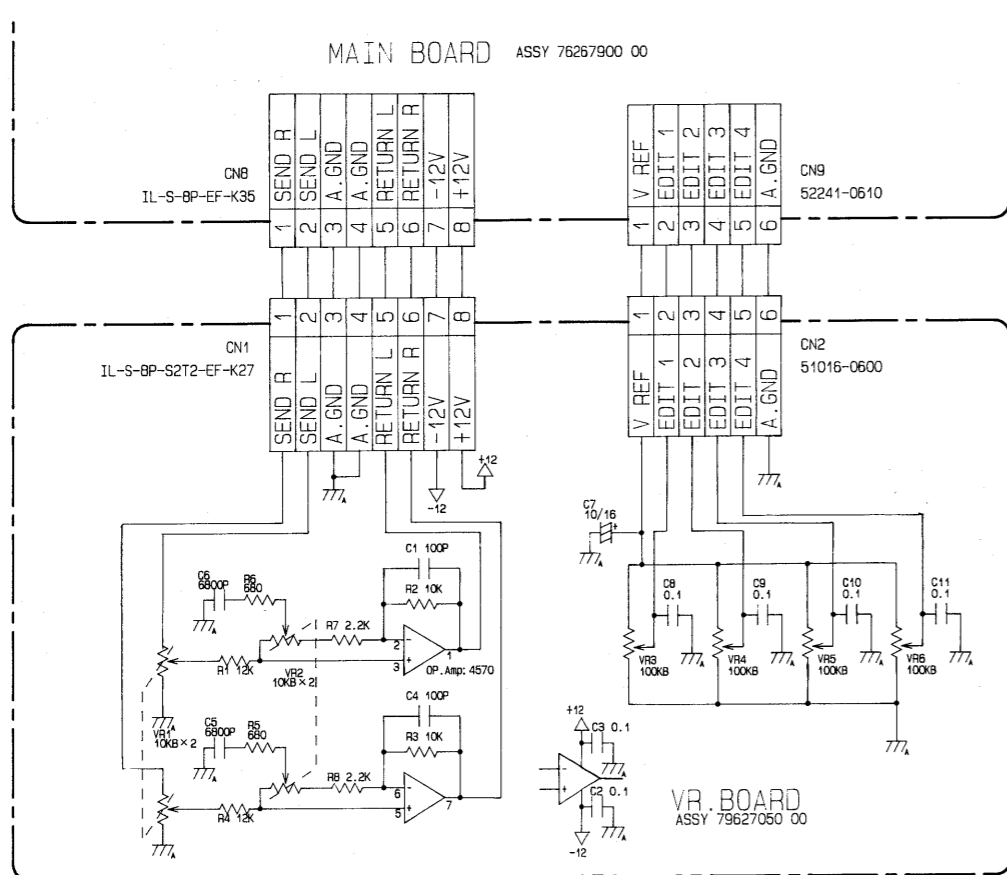 MAIN BOARD ASSY 76267900 00
CN8
IL-S-8P-EF-K35
SEND R
SEND L
A.GND
A.GND
RETURN L
RETURN R
-12V
+12V
1 2 3 4 5 6 7 8
V REF
EDIT 1
EDIT 2
EDIT 3
EDIT 4
A.GND
1 2 3 4 5 6
CN9
52241-0610
CN1
IL-S-8P-S2T2-EF-K27
1 2 3 4 5 6 7 8
SEND R
SEND L
A.GND
A.GND
RETURN L
RETURN R
-12V
+12V
1 2 3 4 5 6
V REF
EDIT 1
EDIT 2
EDIT 3
EDIT 4
A.GND
CN2
51016-0600
A
-12
+12
A
C6
6800P
R6
680
A
C1 100P
R2 10K
R7 2.2K
2
3
1
OP.Amp: 4570
R1 12K
VR2
10KB×2
A
VR1
10KB×2
C5
6800P
R5
680
A
C4 100P
R3 10K
R8 2.2K
6
5
7
R4 12K
A
C7
10/16
A
C8
0.1
C9
0.1
C10
0.1
C11
0.1
A
A
A
A
VR3
100KB
VR4
100KB
VR5
100KB
VR6
100KB
A
+12
C3 0.1
A
C2 0.1
A
-12
VR.BOARD
ASSY 79627050 00